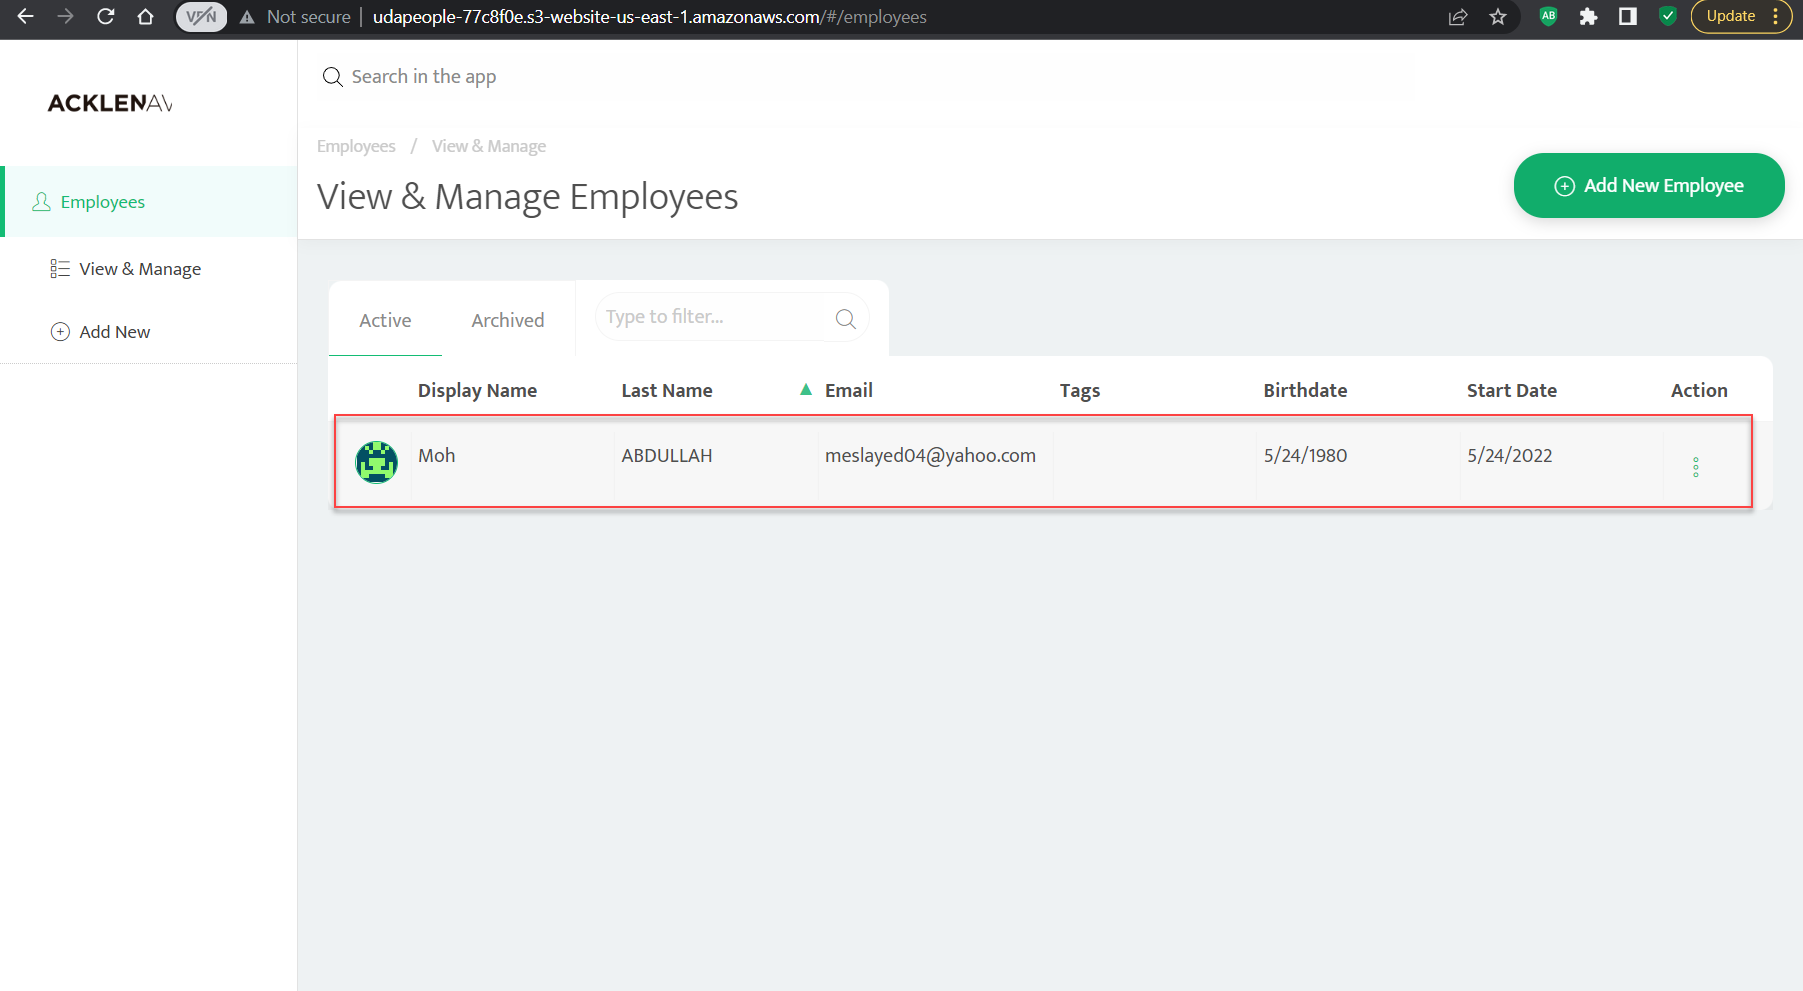 VPN Not secure udapeople-77c8f0e.s3-website-us-east-1.amazonaws.com/#/employees AB Update
ACKLENAV
Search in the app
Employees / View & Manage
View & Manage Employees
Add New Employee
Employees
View & Manage
Add New
Active Archived Type to filter...
Display Name Last Name Email Tags Birthdate Start Date Action
Moh ABDULLAH meslayed04@yahoo.com 5/24/1980 5/24/2022